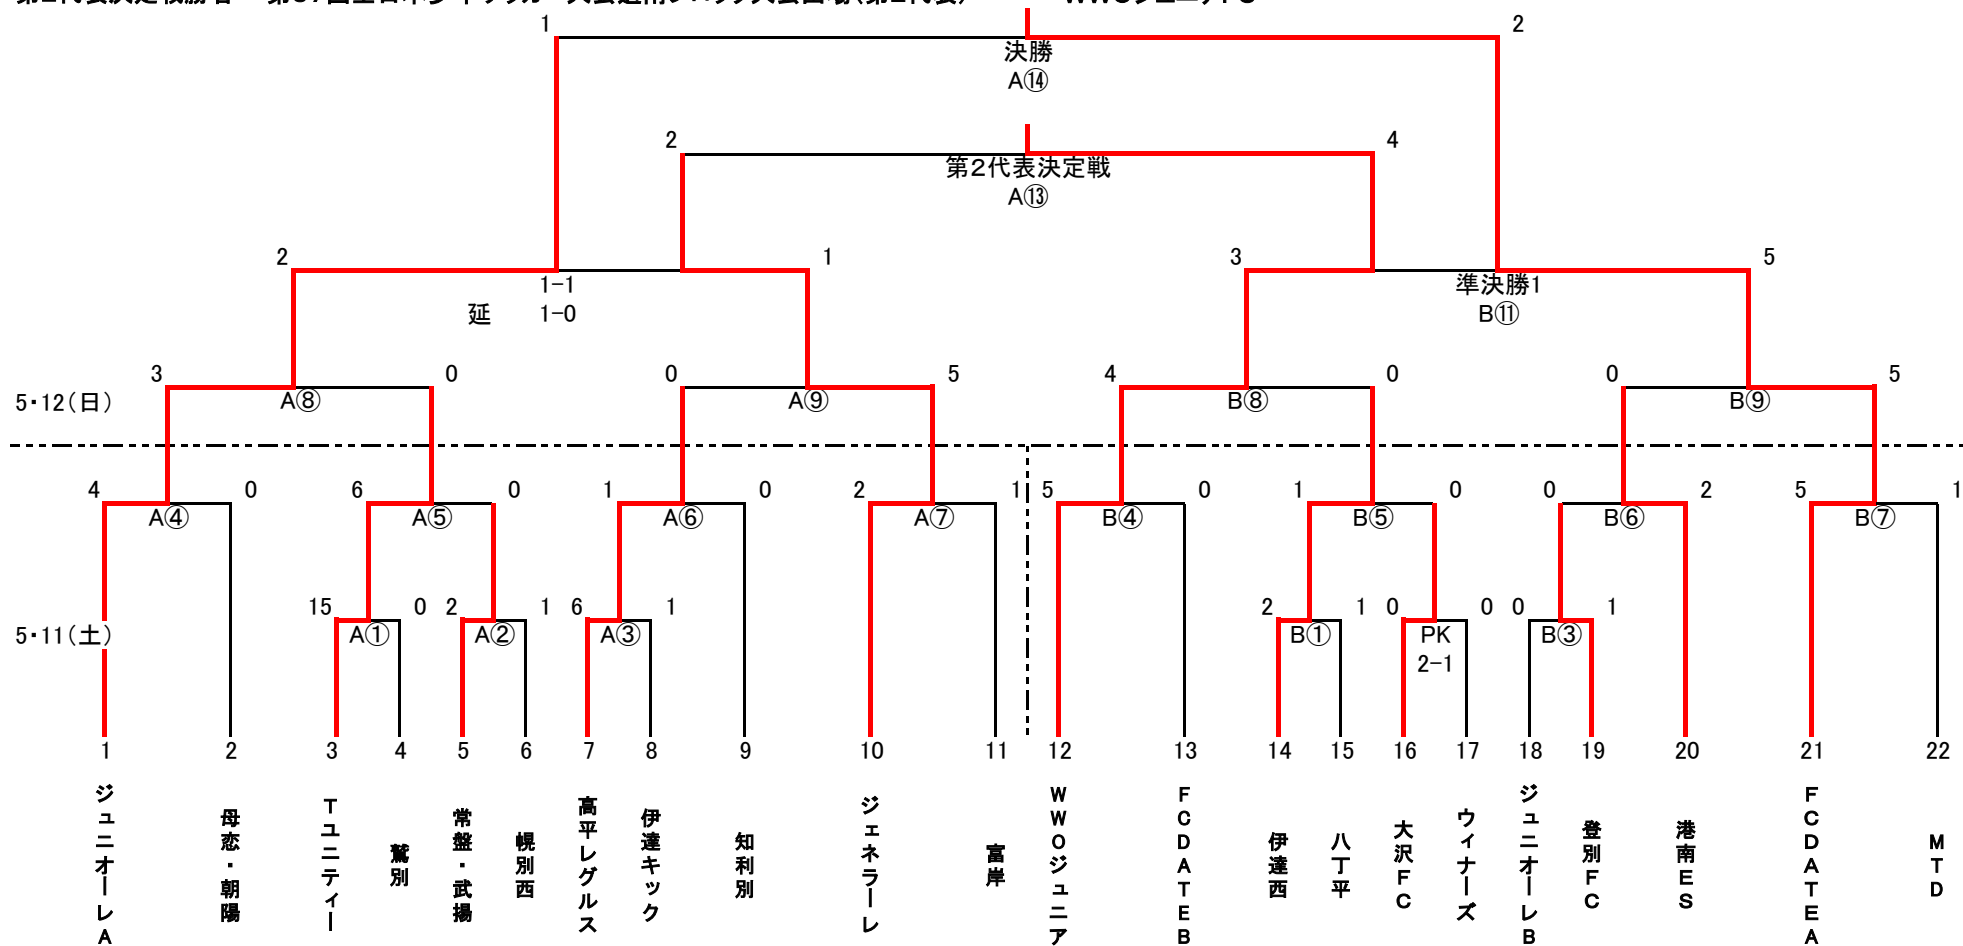 1
2
決勝
A⑭
2
4
第2代表決定戦
A⑬
2
1
3
5
1-1
延 1-0
準決勝1
B⑪
3
0
0
5
4
0
0
5
5・12(日)
A⑧
A⑨
B⑧
B⑨
4
0
6
0
1
0
2
1
5
0
1
0
0
2
5
1
A④
A⑤
A⑥
A⑦
B④
B⑤
B⑥
B⑦
15
0
2
1
6
1
2
1
0
0
0
1
5・11(土)
A①
A②
A③
B①
PK
2-1
B③
1
2
3
4
5
6
7
8
9
10
11
12
13
14
15
16
17
18
19
20
21
22
ジュニオーレA
母恋・朝陽
Tユニティー
鷲別
常盤・武揚
幌別西
高平レグルス
伊達キック
知利別
ジェネラーレ
富岸
WWOジュニア
FCDATEB
伊達西
八丁平
大沢FC
ウィナーズ
ジュニオーレB
登別FC
港南ES
FCDATEA
MTD